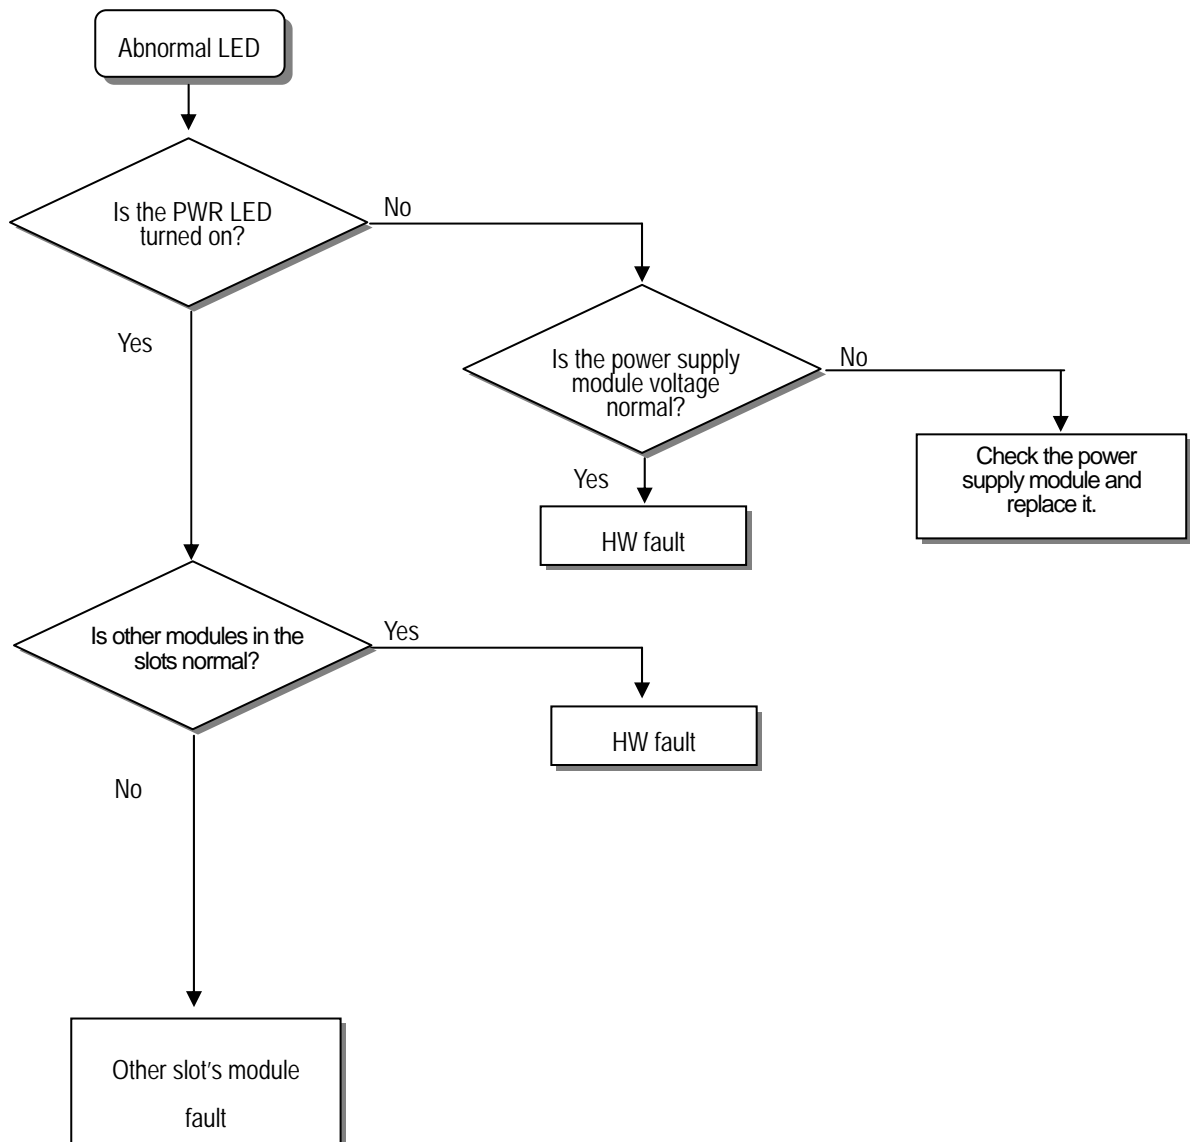 Abnormal LED
Is the PWR LED
turned on?
No
Yes
Is the power supply
module voltage
normal?
No
Check the power
supply module and
replace it.
Yes
HW fault
Is other modules in the
slots normal?
Yes
HW fault
No
Other slot's module
fault